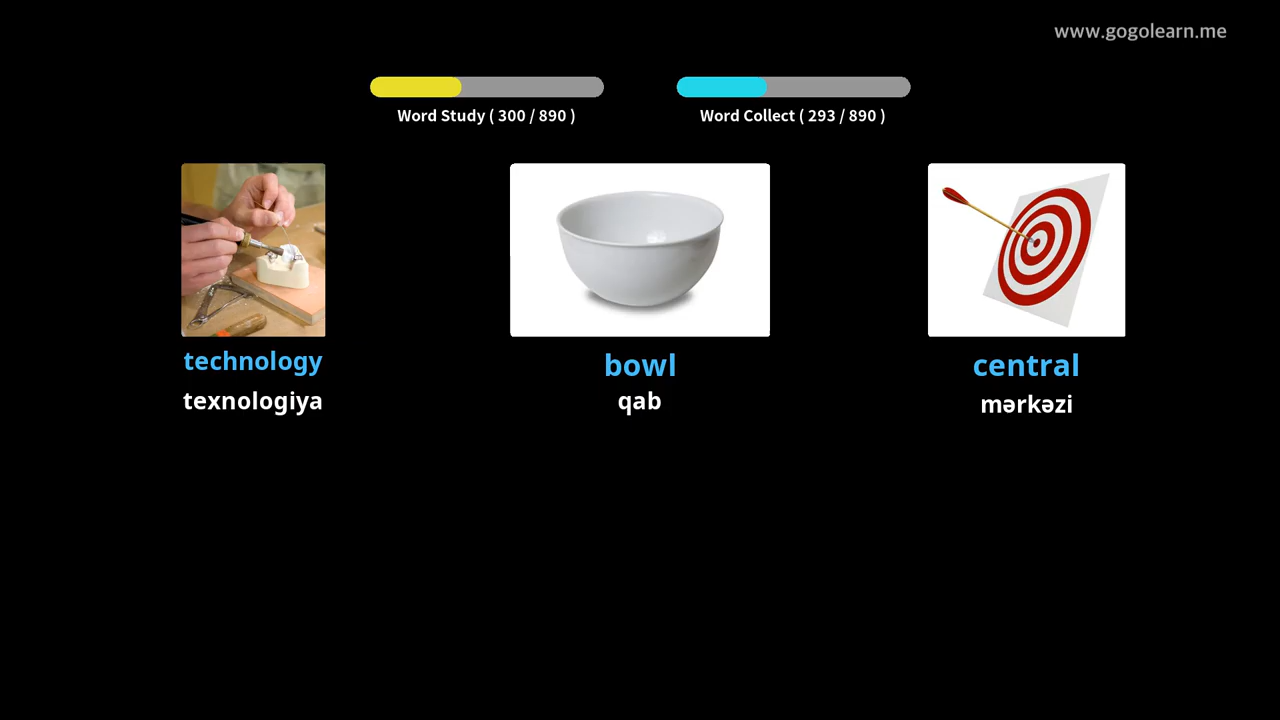 www.gogolearn.me
Word Study ( 300 / 890 )
Word Collect ( 293 / 890 )
technology
texnologiya
bowl
qab
central
mərkəzi